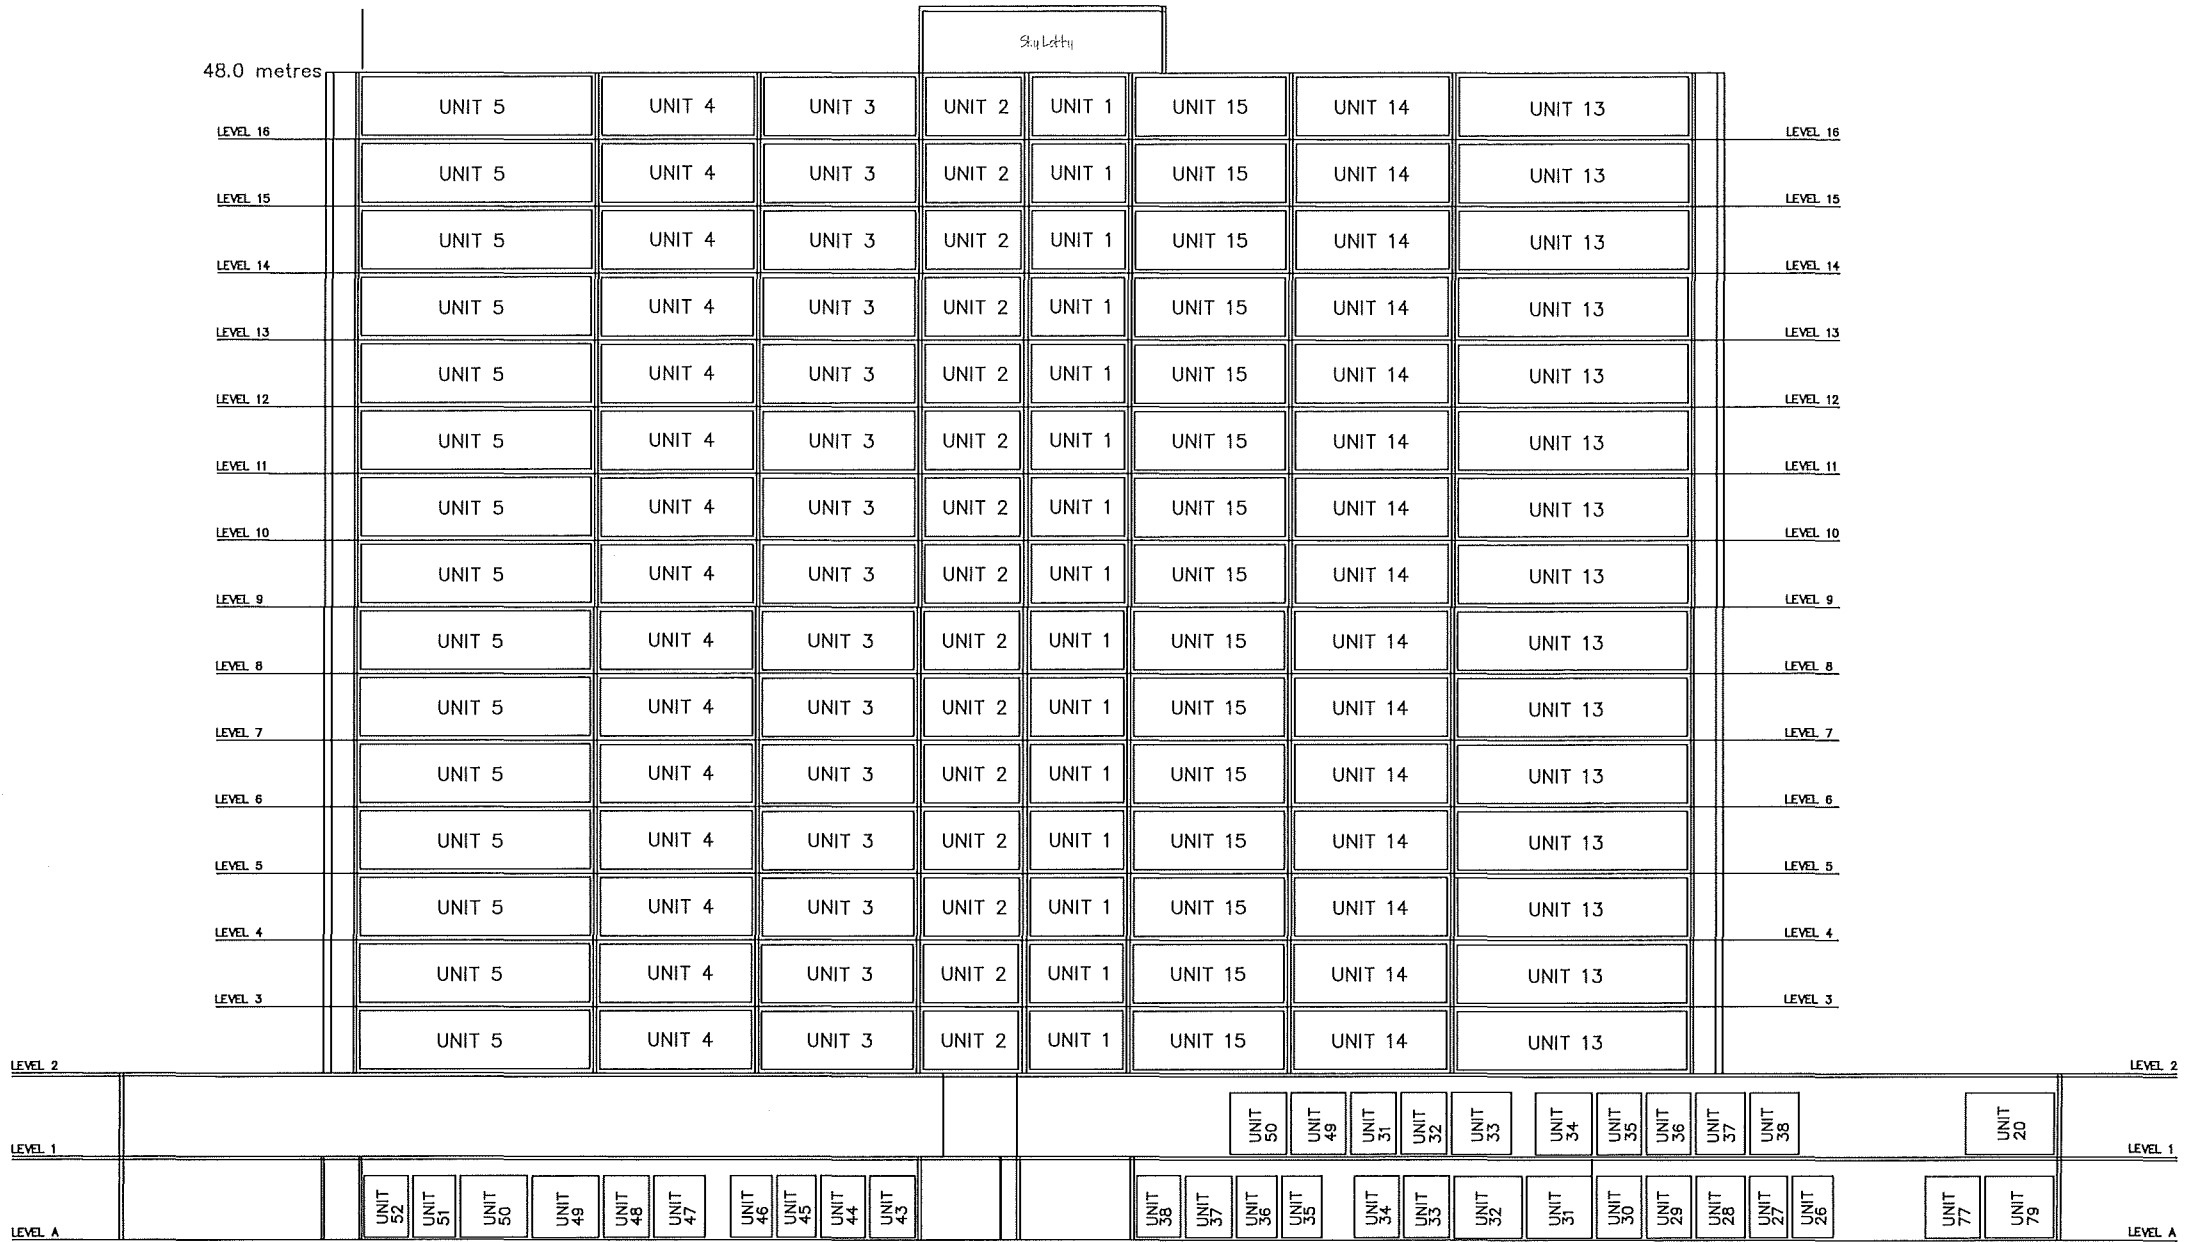 Sky Lobby
48.0 metres
UNIT 5 UNIT 4 UNIT 3 UNIT 2 UNIT 1 UNIT 15 UNIT 14 UNIT 13
LEVEL 16 LEVEL 16
UNIT 5 UNIT 4 UNIT 3 UNIT 2 UNIT 1 UNIT 15 UNIT 14 UNIT 13
LEVEL 15 LEVEL 15
UNIT 5 UNIT 4 UNIT 3 UNIT 2 UNIT 1 UNIT 15 UNIT 14 UNIT 13
LEVEL 14 LEVEL 14
UNIT 5 UNIT 4 UNIT 3 UNIT 2 UNIT 1 UNIT 15 UNIT 14 UNIT 13
LEVEL 13 LEVEL 13
UNIT 5 UNIT 4 UNIT 3 UNIT 2 UNIT 1 UNIT 15 UNIT 14 UNIT 13
LEVEL 12 LEVEL 12
UNIT 5 UNIT 4 UNIT 3 UNIT 2 UNIT 1 UNIT 15 UNIT 14 UNIT 13
LEVEL 11 LEVEL 11
UNIT 5 UNIT 4 UNIT 3 UNIT 2 UNIT 1 UNIT 15 UNIT 14 UNIT 13
LEVEL 10 LEVEL 10
UNIT 5 UNIT 4 UNIT 3 UNIT 2 UNIT 1 UNIT 15 UNIT 14 UNIT 13
LEVEL 9 LEVEL 9
UNIT 5 UNIT 4 UNIT 3 UNIT 2 UNIT 1 UNIT 15 UNIT 14 UNIT 13
LEVEL 8 LEVEL 8
UNIT 5 UNIT 4 UNIT 3 UNIT 2 UNIT 1 UNIT 15 UNIT 14 UNIT 13
LEVEL 7 LEVEL 7
UNIT 5 UNIT 4 UNIT 3 UNIT 2 UNIT 1 UNIT 15 UNIT 14 UNIT 13
LEVEL 6 LEVEL 6
UNIT 5 UNIT 4 UNIT 3 UNIT 2 UNIT 1 UNIT 15 UNIT 14 UNIT 13
LEVEL 5 LEVEL 5
UNIT 5 UNIT 4 UNIT 3 UNIT 2 UNIT 1 UNIT 15 UNIT 14 UNIT 13
LEVEL 4 LEVEL 4
UNIT 5 UNIT 4 UNIT 3 UNIT 2 UNIT 1 UNIT 15 UNIT 14 UNIT 13
LEVEL 3 LEVEL 3
UNIT 5 UNIT 4 UNIT 3 UNIT 2 UNIT 1 UNIT 15 UNIT 14 UNIT 13
LEVEL 2 LEVEL 2
UNIT 50 UNIT 49 UNIT 31 UNIT 32 UNIT 33 UNIT 34 UNIT 35 UNIT 36 UNIT 37 UNIT 38 UNIT 20
LEVEL 1 LEVEL 1
UNIT 52 UNIT 51 UNIT 50 UNIT 49 UNIT 48 UNIT 47 UNIT 46 UNIT 45 UNIT 44 UNIT 43 UNIT 38 UNIT 37 UNIT 36 UNIT 35 UNIT 34 UNIT 33 UNIT 32 UNIT 31 UNIT 30 UNIT 29 UNIT 28 UNIT 27 UNIT 26 UNIT 77 UNIT 79
LEVEL A LEVEL A